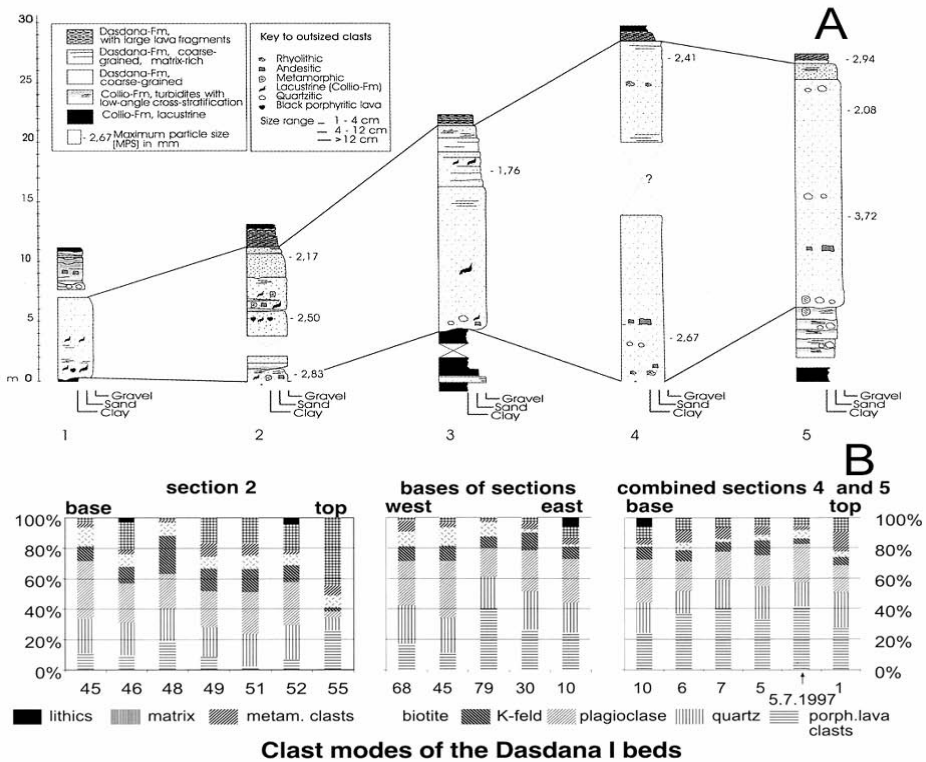 A
30
25
20
15
10
5
m 0
Dasdana-Fm,
with large lava fragments
Dasdana-Fm, coarse-
grained, matrix-rich
Dasdana-Fm,
coarse-grained
Collio-Fm, turbidites with
low-angle cross-stratification
Collio-Fm, lacustrine
- 2,67 Maximum particle size
(MPS) in mm
Key to outsized clasts
Rhyolithic
Andesitic
Metamorphic
Lacustrine (Collio-Fm)
Quartzitic
Black porphyritic lava
Size range 1 - 4 cm
4 - 12 cm
>12 cm
- 2,17
- 2,50
- 2,83
- 1,76
- 2,41
?
- 2,67
- 2,94
- 2,08
- 3,72
Gravel
Sand
Clay
Gravel
Sand
Clay
Gravel
Sand
Clay
Gravel
Sand
Clay
Gravel
Sand
Clay
1 2 3 4 5
B
section 2
base top
100%
80%
60%
40%
20%
0%
45 46 48 49 51 52 55
bases of sections
west east
68 45 79 30 10
combined sections 4 and 5
base top
100%
80%
60%
40%
20%
0%
10 6 7 5 1
5.7.1997
lithics matrix metam. clasts biotite K-feld plagioclase quartz porph.lava
clasts
Clast modes of the Dasdana I beds